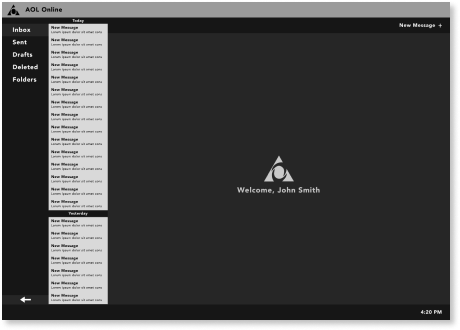 AOL Online
Inbox
Sent
Drafts
Deleted
Folders
Today
New Message
Lorem ipsum dolor sit amet cons
New Message
Lorem ipsum dolor sit amet cons
New Message
Lorem ipsum dolor sit amet cons
New Message
Lorem ipsum dolor sit amet cons
New Message
Lorem ipsum dolor sit amet cons
New Message
Lorem ipsum dolor sit amet cons
New Message
Lorem ipsum dolor sit amet cons
New Message
Lorem ipsum dolor sit amet cons
New Message
Lorem ipsum dolor sit amet cons
New Message
Lorem ipsum dolor sit amet cons
New Message
Lorem ipsum dolor sit amet cons
New Message
Lorem ipsum dolor sit amet cons
New Message
Lorem ipsum dolor sit amet cons
New Message
Lorem ipsum dolor sit amet cons
New Message
Lorem ipsum dolor sit amet cons
Yesterday
New Message
Lorem ipsum dolor sit amet cons
New Message
Lorem ipsum dolor sit amet cons
New Message
Lorem ipsum dolor sit amet cons
New Message
Lorem ipsum dolor sit amet cons
New Message
Lorem ipsum dolor sit amet cons
New Message
Lorem ipsum dolor sit amet cons
New Message
Lorem ipsum dolor sit amet cons
New Message +
Welcome, John Smith
4:20 PM